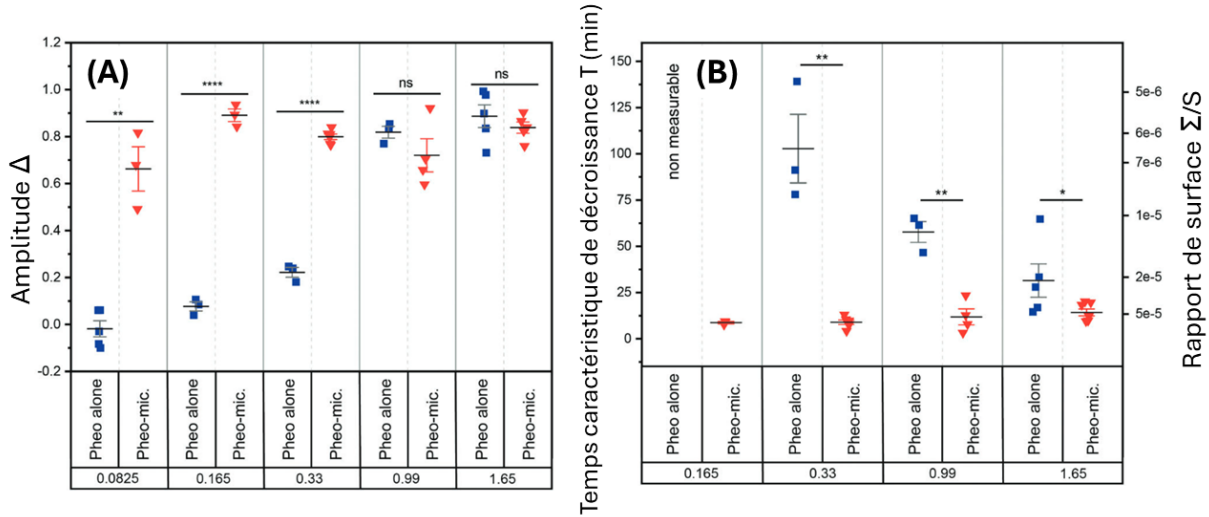 (A)
Amplitude Δ
1.2
1.0
0.8
0.6
0.4
0.2
0.0
-0.2
**
****
****
ns
ns
Pheo alone
Pheo-mic.
Pheo alone
Pheo-mic.
Pheo alone
Pheo-mic.
Pheo alone
Pheo-mic.
Pheo alone
Pheo-mic.
0.0825
0.165
0.33
0.99
1.65
(B)
Temps caractéristique de décroissance T (min)
150
125
100
75
50
25
0
non measurable
**
**
*
5e-6
6e-6
7e-6
1e-5
2e-5
5e-5
Rapport de surface Σ/S
Pheo alone
Pheo-mic.
Pheo alone
Pheo-mic.
Pheo alone
Pheo-mic.
Pheo alone
Pheo-mic.
0.165
0.33
0.99
1.65